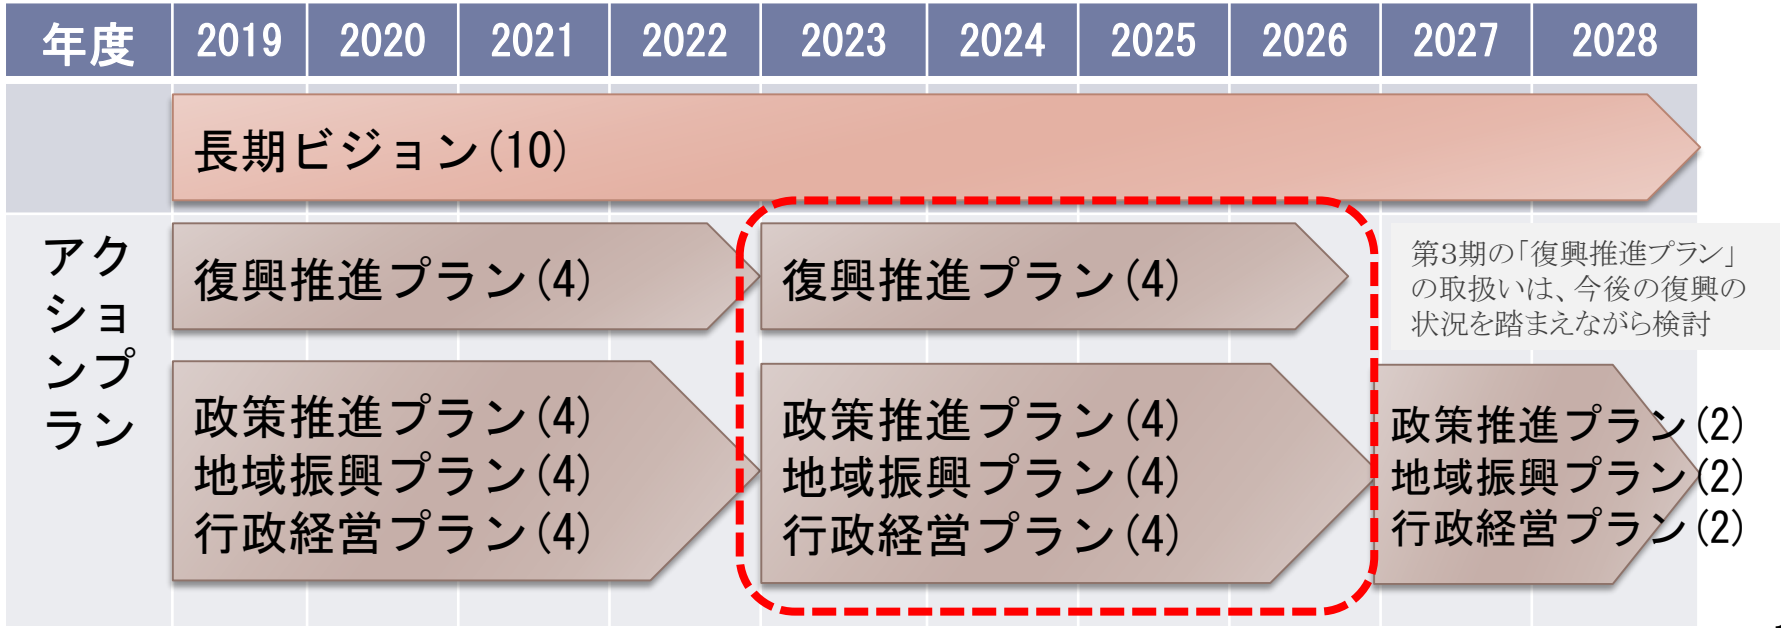 年度 2019 2020 2021 2022 2023 2024 2025 2026 2027 2028
長期ビジョン(10)
アク
ショ
ンプ
ラン
復興推進プラン(4)
復興推進プラン(4)
第3期の「復興推進プラン」
の取扱いは、今後の復興の
状況を踏まえながら検討
政策推進プラン(4)
地域振興プラン(4)
行政経営プラン(4)
政策推進プラン(4)
地域振興プラン(4)
行政経営プラン(4)
政策推進プラン(2)
地域振興プラン(2)
行政経営プラン(2)